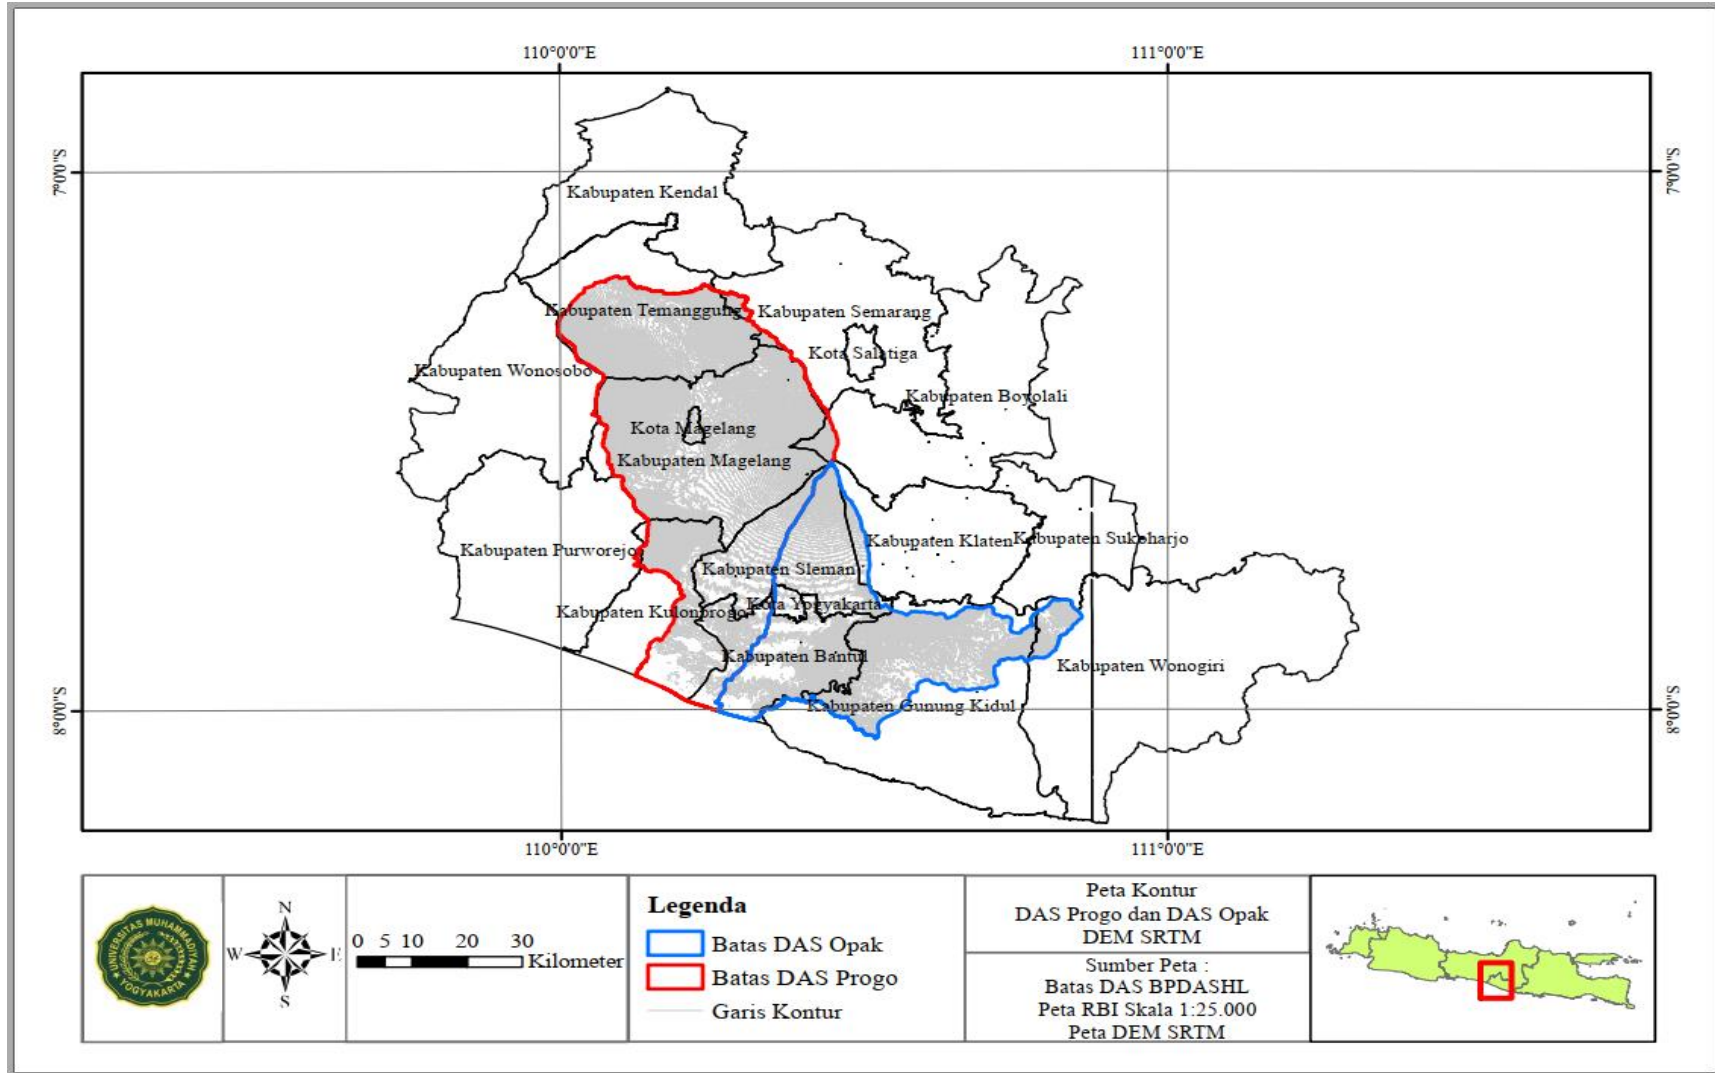 110°0'0"E
111°0'0"E
7°0'0"S
7°0'0"S
Kabupaten Kendal
Kabupaten Temanggung
Kabupaten Semarang
Kota Salatiga
Kabupaten Wonosobo
Kabupaten Boyolali
Kota Magelang
Kabupaten Magelang
Kabupaten Klaten
Kabupaten Sukoharjo
Kabupaten Purworejo
Kabupaten Sleman
Kota Yogyakarta
Kabupaten Kulonprogo
Kabupaten Bantul
Kabupaten Wonogiri
Kabupaten Gunung Kidul
8°0'0"S
8°0'0"S
110°0'0"E
111°0'0"E
UNIVERSITAS MUHAMMADIYAH
YOGYAKARTA
N
W
E
S
0 5 10 20 30
Kilometer
Legenda
Batas DAS Opak
Batas DAS Progo
Garis Kontur
Peta Kontur
DAS Progo dan DAS Opak
DEM SRTM
Sumber Peta :
Batas DAS BPDASHL
Peta RBI Skala 1:25.000
Peta DEM SRTM